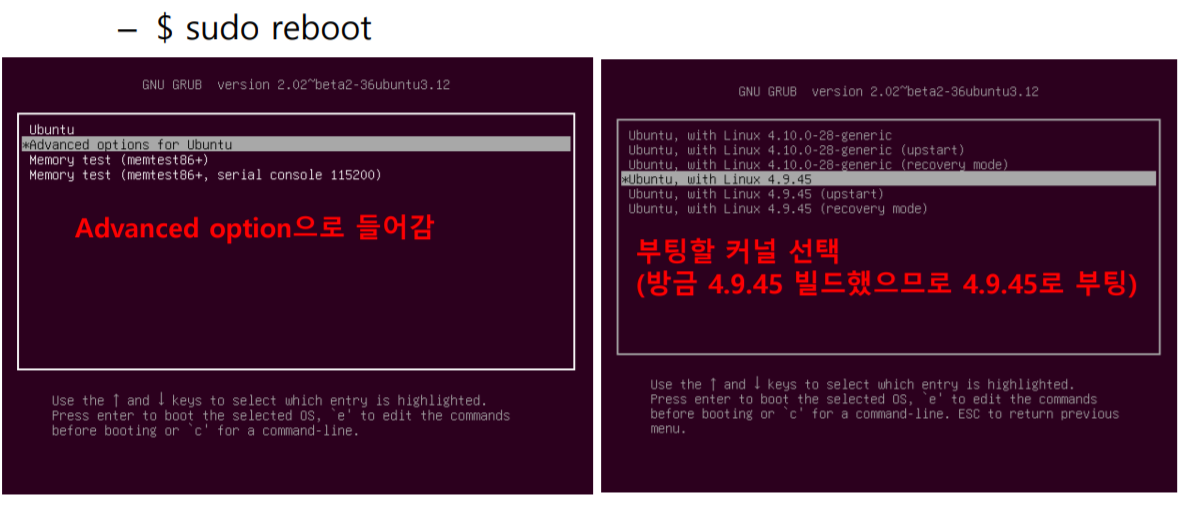 – $ sudo reboot
GNU GRUB version 2.02~beta2-36ubuntu3.12
Ubuntu
*Advanced options for Ubuntu
Memory test (memtest86+)
Memory test (memtest86+, serial console 115200)
Advanced option으로 들어감
Use the ↑ and ↓ keys to select which entry is highlighted.
Press enter to boot the selected OS, `e' to edit the commands
before booting or `c' for a command-line.
GNU GRUB version 2.02~beta2-36ubuntu3.12
Ubuntu, with Linux 4.10.0-28-generic
Ubuntu, with Linux 4.10.0-28-generic (upstart)
Ubuntu, with Linux 4.10.0-28-generic (recovery mode)
*Ubuntu, with Linux 4.9.45
Ubuntu, with Linux 4.9.45 (upstart)
Ubuntu, with Linux 4.9.45 (recovery mode)
부팅할 커널 선택
(방금 4.9.45 빌드했으므로 4.9.45로 부팅)
Use the ↑ and ↓ keys to select which entry is highlighted.
Press enter to boot the selected OS, `e' to edit the commands
before booting or `c' for a command-line. ESC to return previous
menu.